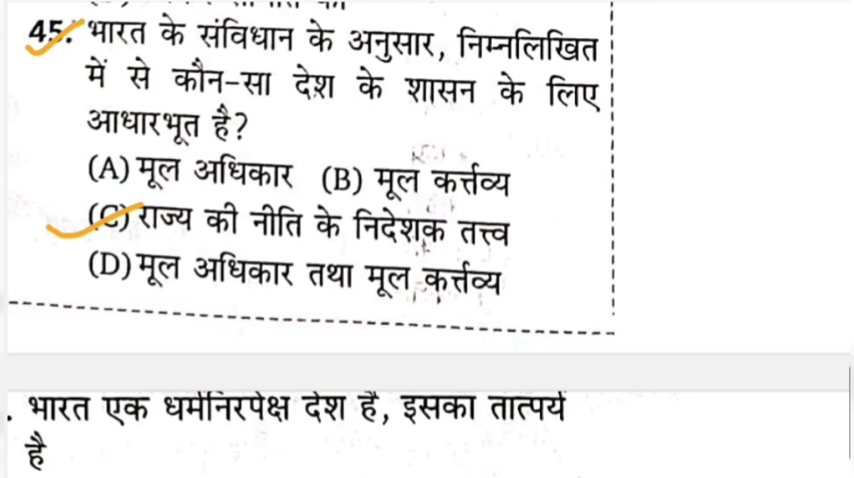 45. भारत के संविधान के अनुसार, निम्नलिखित
में से कौन-सा देश के शासन के लिए
आधारभूत है?
(A) मूल अधिकार (B) मूल कर्त्तव्य
(C) राज्य की नीति के निदेशक तत्त्व
(D) मूल अधिकार तथा मूल कर्त्तव्य
. भारत एक धर्मनिरपेक्ष देश है, इसका तात्पर्य
है